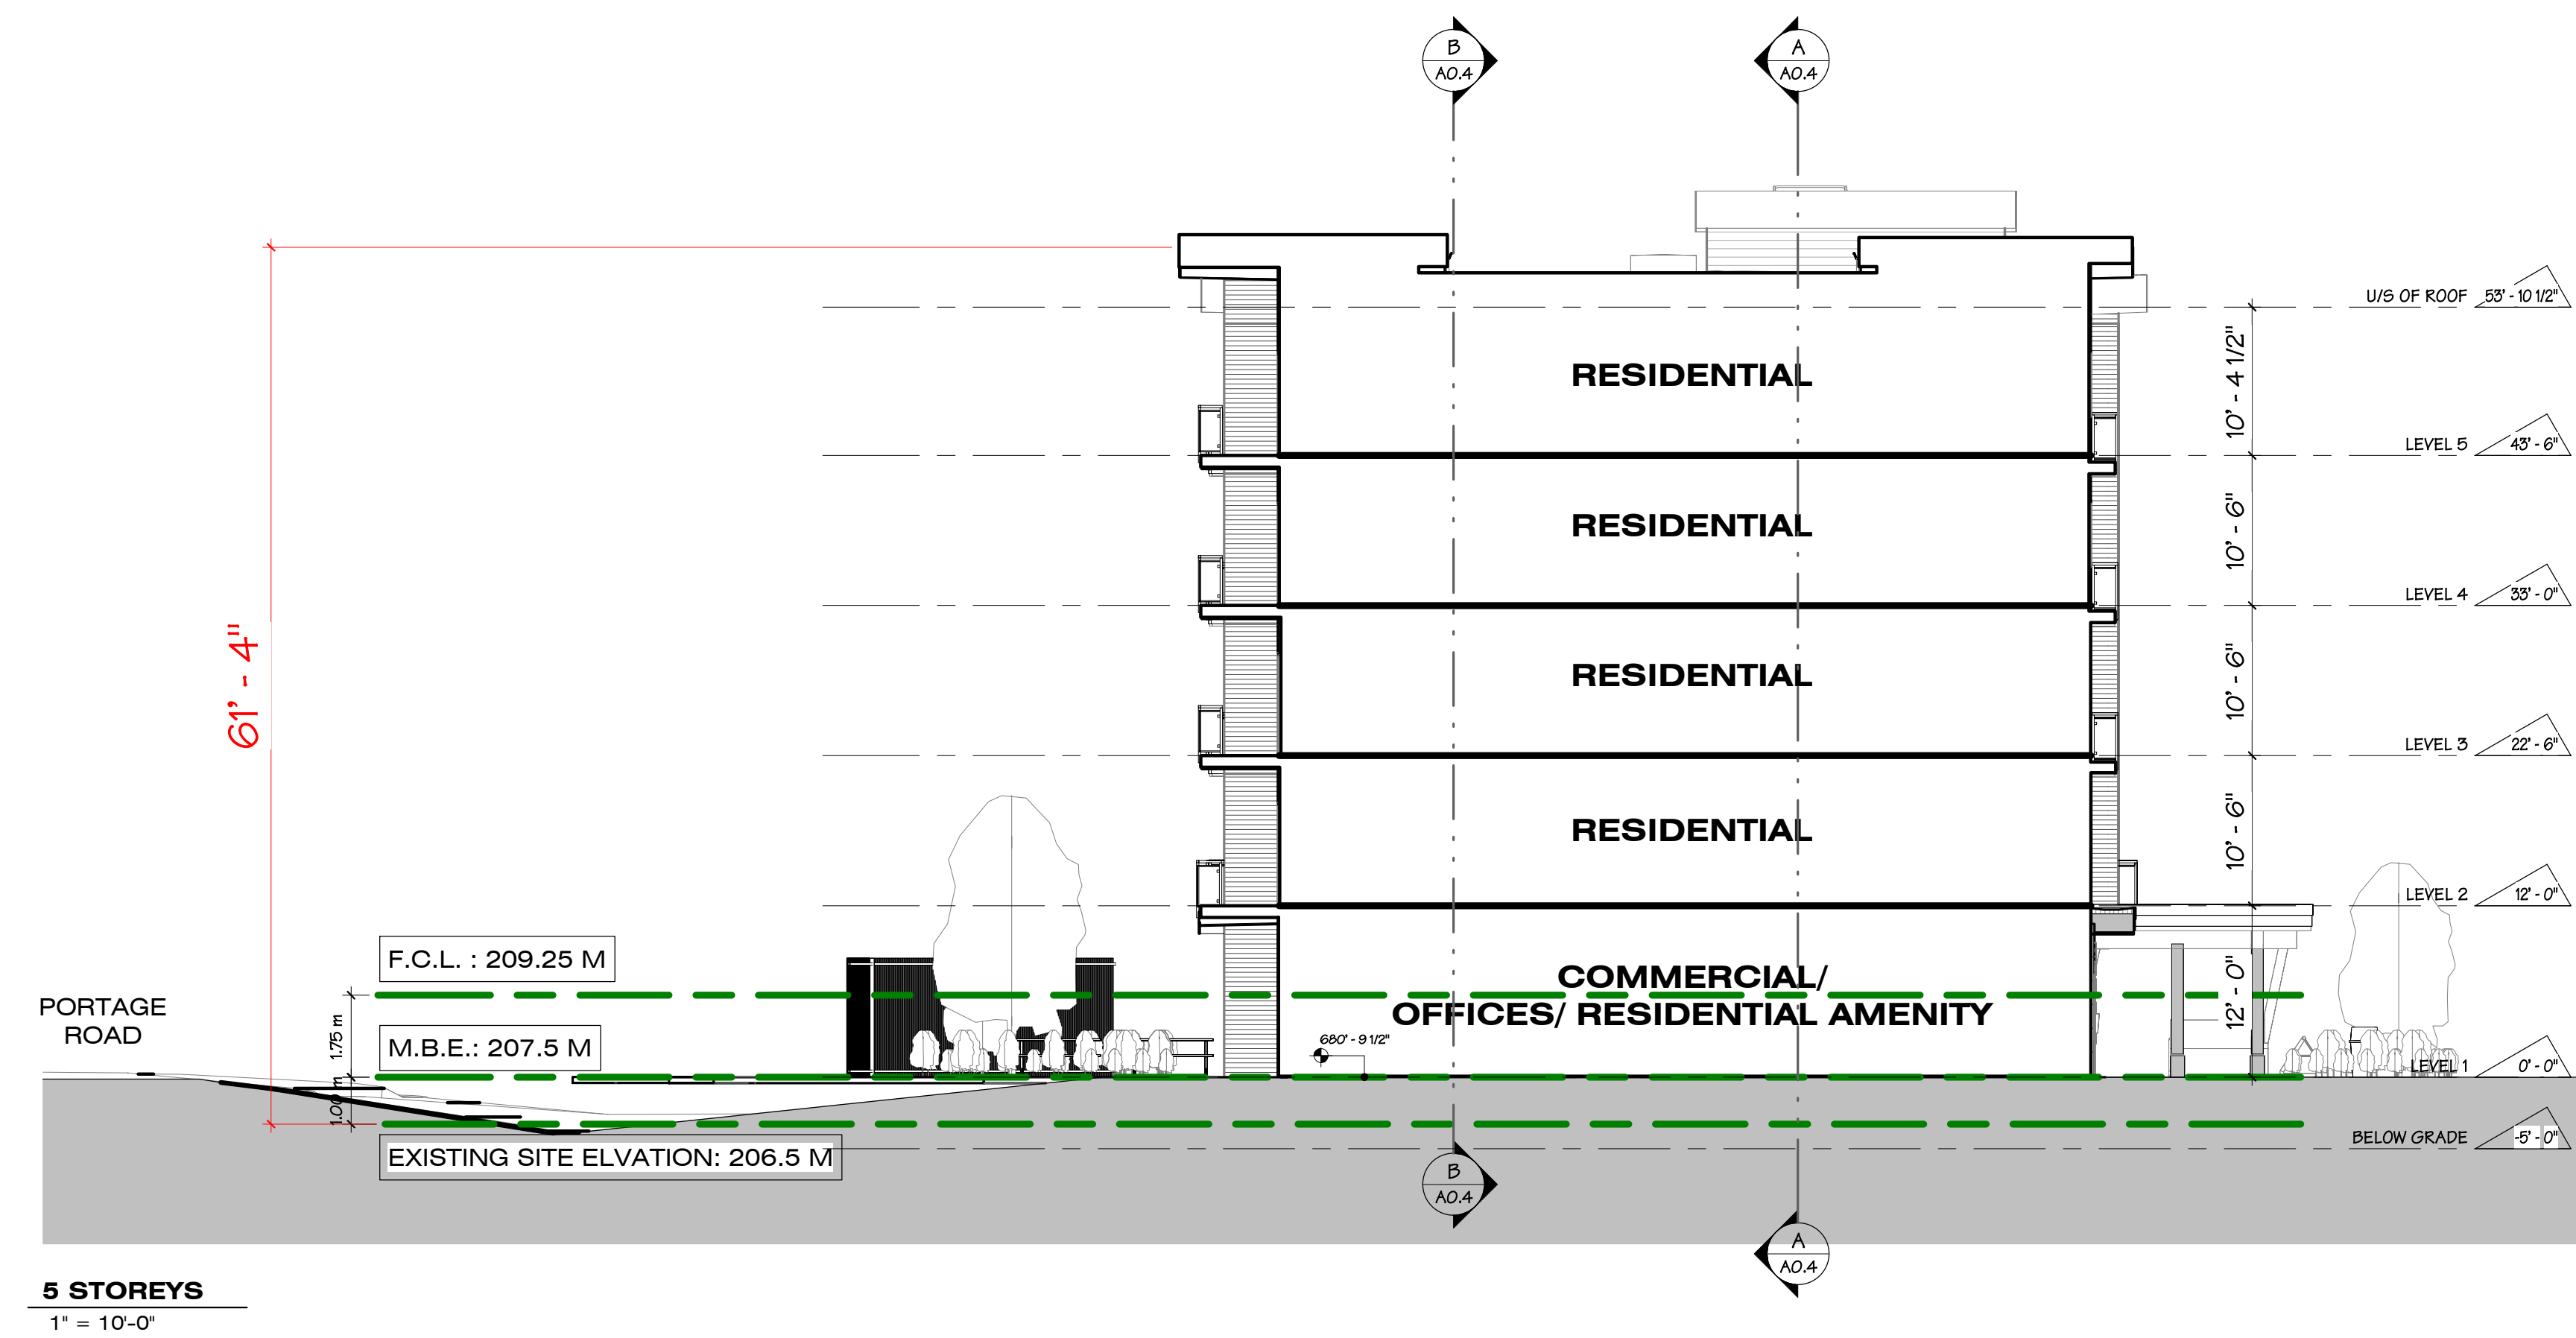 B
A0.4
A
A0.4
U/S OF ROOF 53' - 10 1/2"
10' - 4 1/2"
RESIDENTIAL
LEVEL 5 43' - 6"
10' - 6"
RESIDENTIAL
LEVEL 4 33' - 0"
61' - 4"
10' - 6"
RESIDENTIAL
LEVEL 3 22' - 6"
10' - 6"
RESIDENTIAL
LEVEL 2 12' - 0"
F.C.L. : 209.25 M
COMMERCIAL/
OFFICES/ RESIDENTIAL AMENITY
12' - 0"
PORTAGE
ROAD
1.75 m
M.B.E.: 207.5 M
680' - 9 1/2"
LEVEL 1 0' - 0"
1.00 m
EXISTING SITE ELVATION: 206.5 M
BELOW GRADE -5' - 0"
B
A0.4
A
A0.4
5 STOREYS
1" = 10'-0"